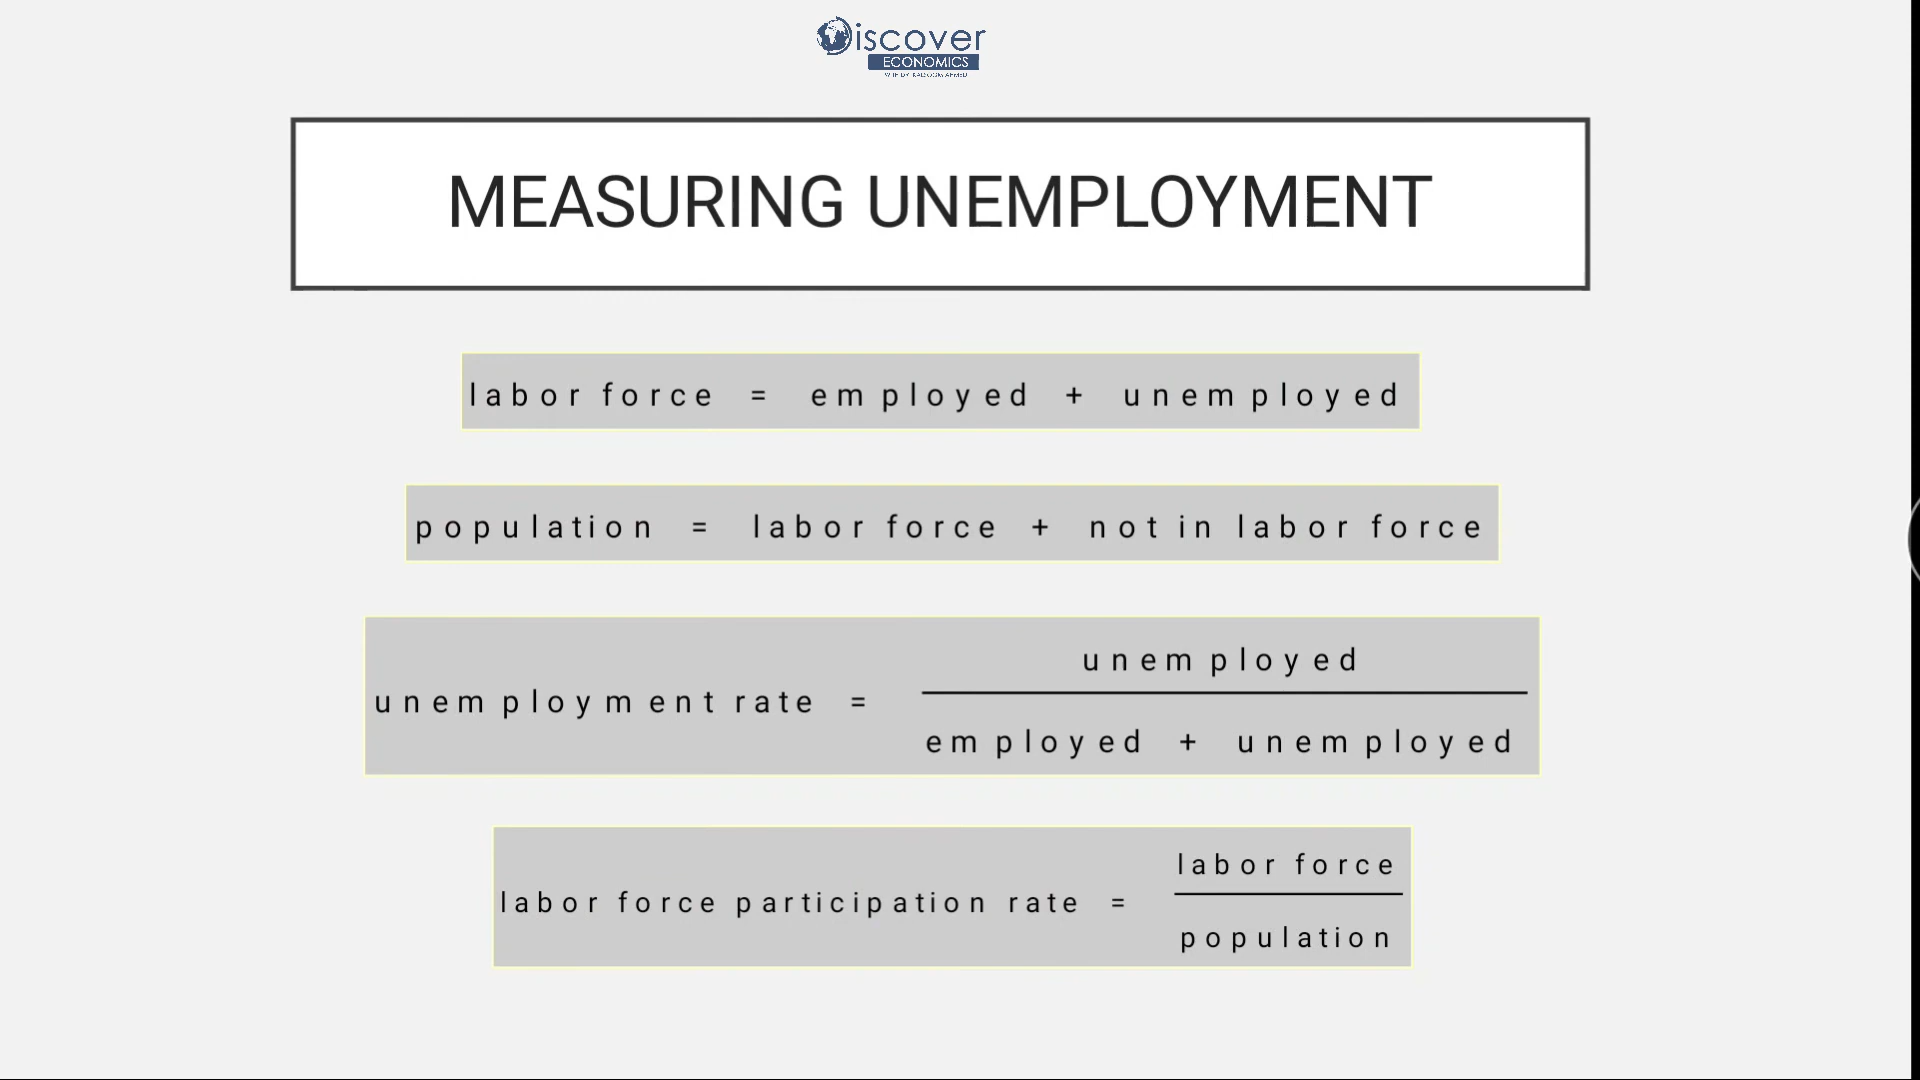 Discover
ECONOMICS
MEASURING UNEMPLOYMENT
labor force = employed + unemployed
population = labor force + not in labor force
unemployment rate = unemployed
employed + unemployed
labor force participation rate = labor force
population